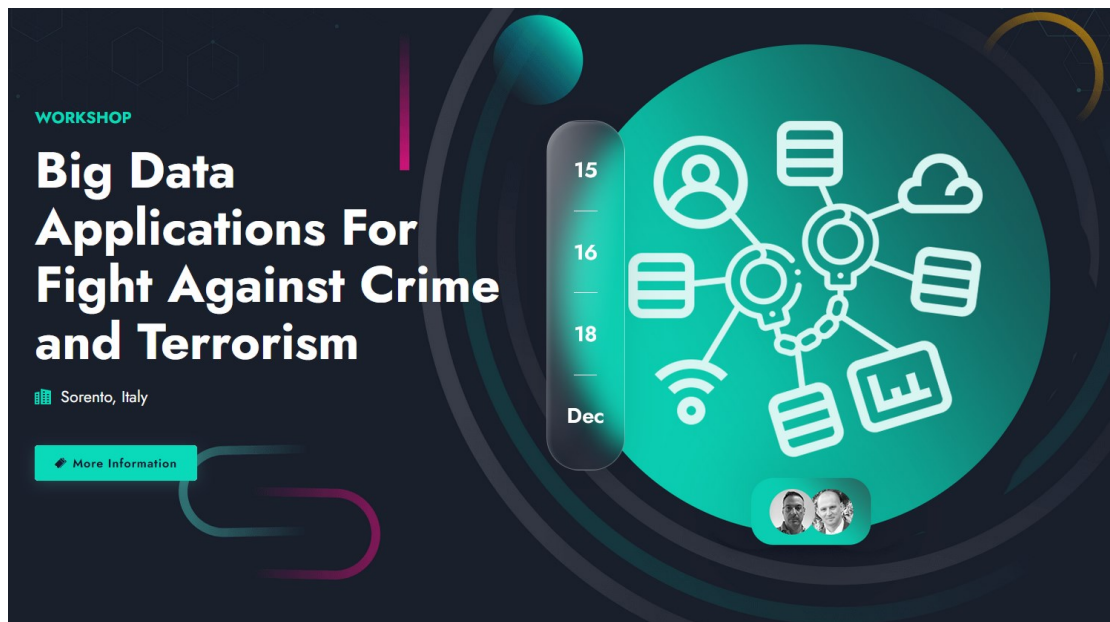 WORKSHOP
Big Data
Applications For
Fight Against Crime
and Terrorism
Sorento, Italy
More Information
15
16
18
Dec